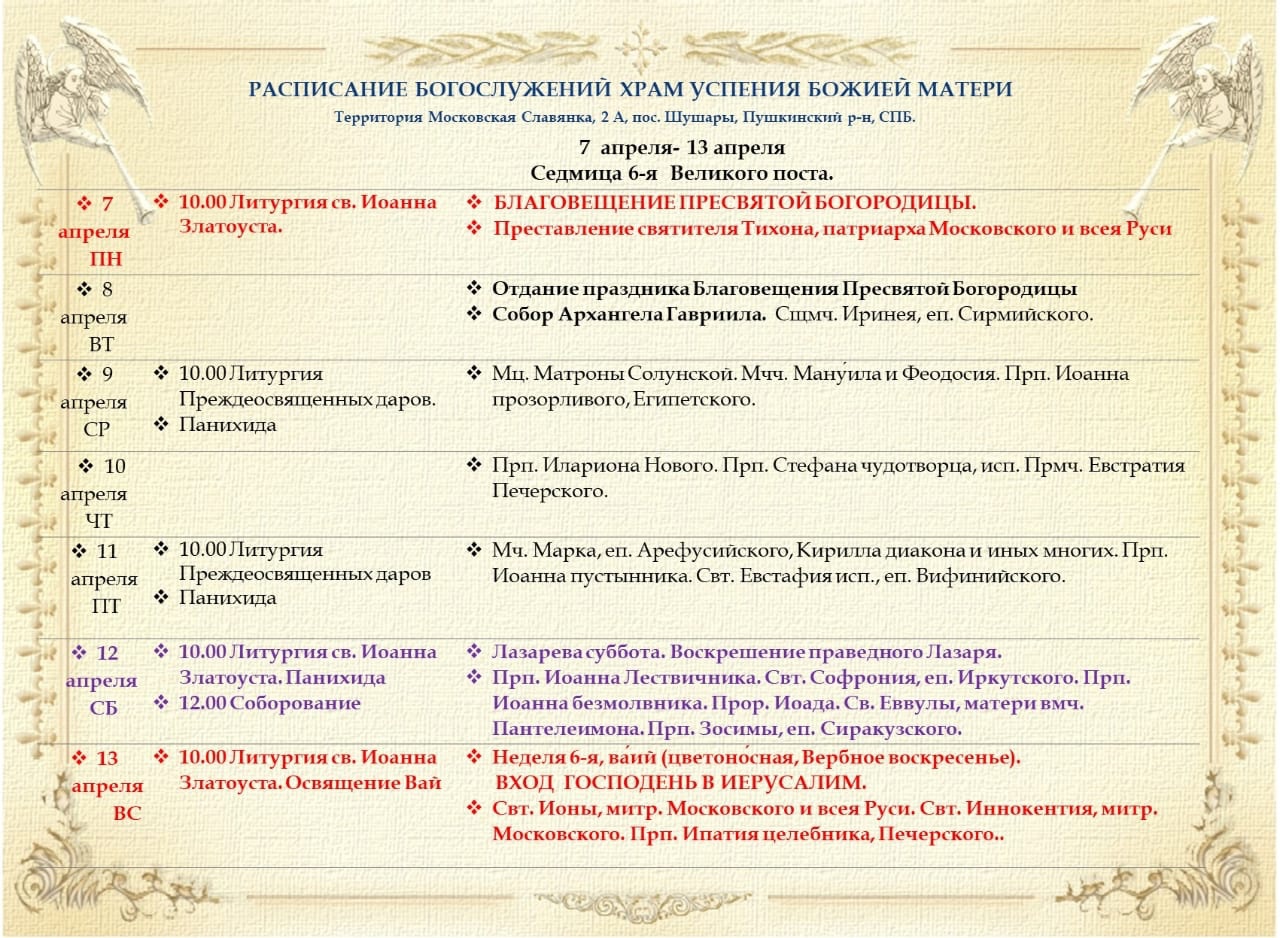 РАСПИСАНИЕ БОГОСЛУЖЕНИЙ ХРАМ УСПЕНИЯ БОЖИЕЙ МАТЕРИ
Территория Московская Славянка, 2 А, пос. Шушары, Пушкинский р-н, СПБ.
7 апреля- 13 апреля
Седмица 6-я Великого поста.
❖ 7
апреля
ПН
❖ 10.00 Литургия св. Иоанна
Златоуста.
❖ БЛАГОВЕЩЕНИЕ ПРЕСВЯТОЙ БОГОРОДИЦЫ.
❖ Преставление святителя Тихона, патриарха Московского и всея Руси
❖ 8
апреля
ВТ
❖ Отдание праздника Благовещения Пресвятой Богородицы
❖ Собор Архангела Гавриила. Сщмч. Иринея, еп. Сирмийского.
❖ 9
апреля
СР
❖ 10.00 Литургия
Преждеосвященных даров.
❖ Панихида
❖ Мц. Матроны Солунской. Мчч. Ману́ила и Феодосия. Прп. Иоанна
прозорливого, Египетского.
❖ 10
апреля
ЧТ
❖ Прп. Илариона Нового. Прп. Стефана чудотворца, исп. Прмч. Евстратия
Печерского.
❖ 11
апреля
ПТ
❖ 10.00 Литургия
Преждеосвященных даров
❖ Панихида
❖ Мч. Марка, еп. Арефусийского, Кирилла диакона и иных многих. Прп.
Иоанна пустынника. Свт. Евстафия исп., еп. Вифинийского.
❖ 12
апреля
СБ
❖ 10.00 Литургия св. Иоанна
Златоуста. Панихида
❖ 12.00 Соборование
❖ Лазарева суббота. Воскрешение праведного Лазаря.
❖ Прп. Иоанна Лествичника. Свт. Софрония, еп. Иркутского. Прп.
Иоанна безмолвника. Прор. Иоада. Св. Еввулы, матери вмч.
Пантелеимона. Прп. Зосимы, еп. Сиракузского.
❖ 13
апреля
ВС
❖ 10.00 Литургия св. Иоанна
Златоуста. Освящение Вай
❖ Неделя 6-я, ва́ий (цветоно́сная, Вербное воскресенье).
ВХОД ГОСПОДЕНЬ В ИЕРУСАЛИМ.
❖ Свт. Ионы, митр. Московского и всея Руси. Свт. Иннокентия, митр.
Московского. Прп. Ипатия целебника, Печерского..